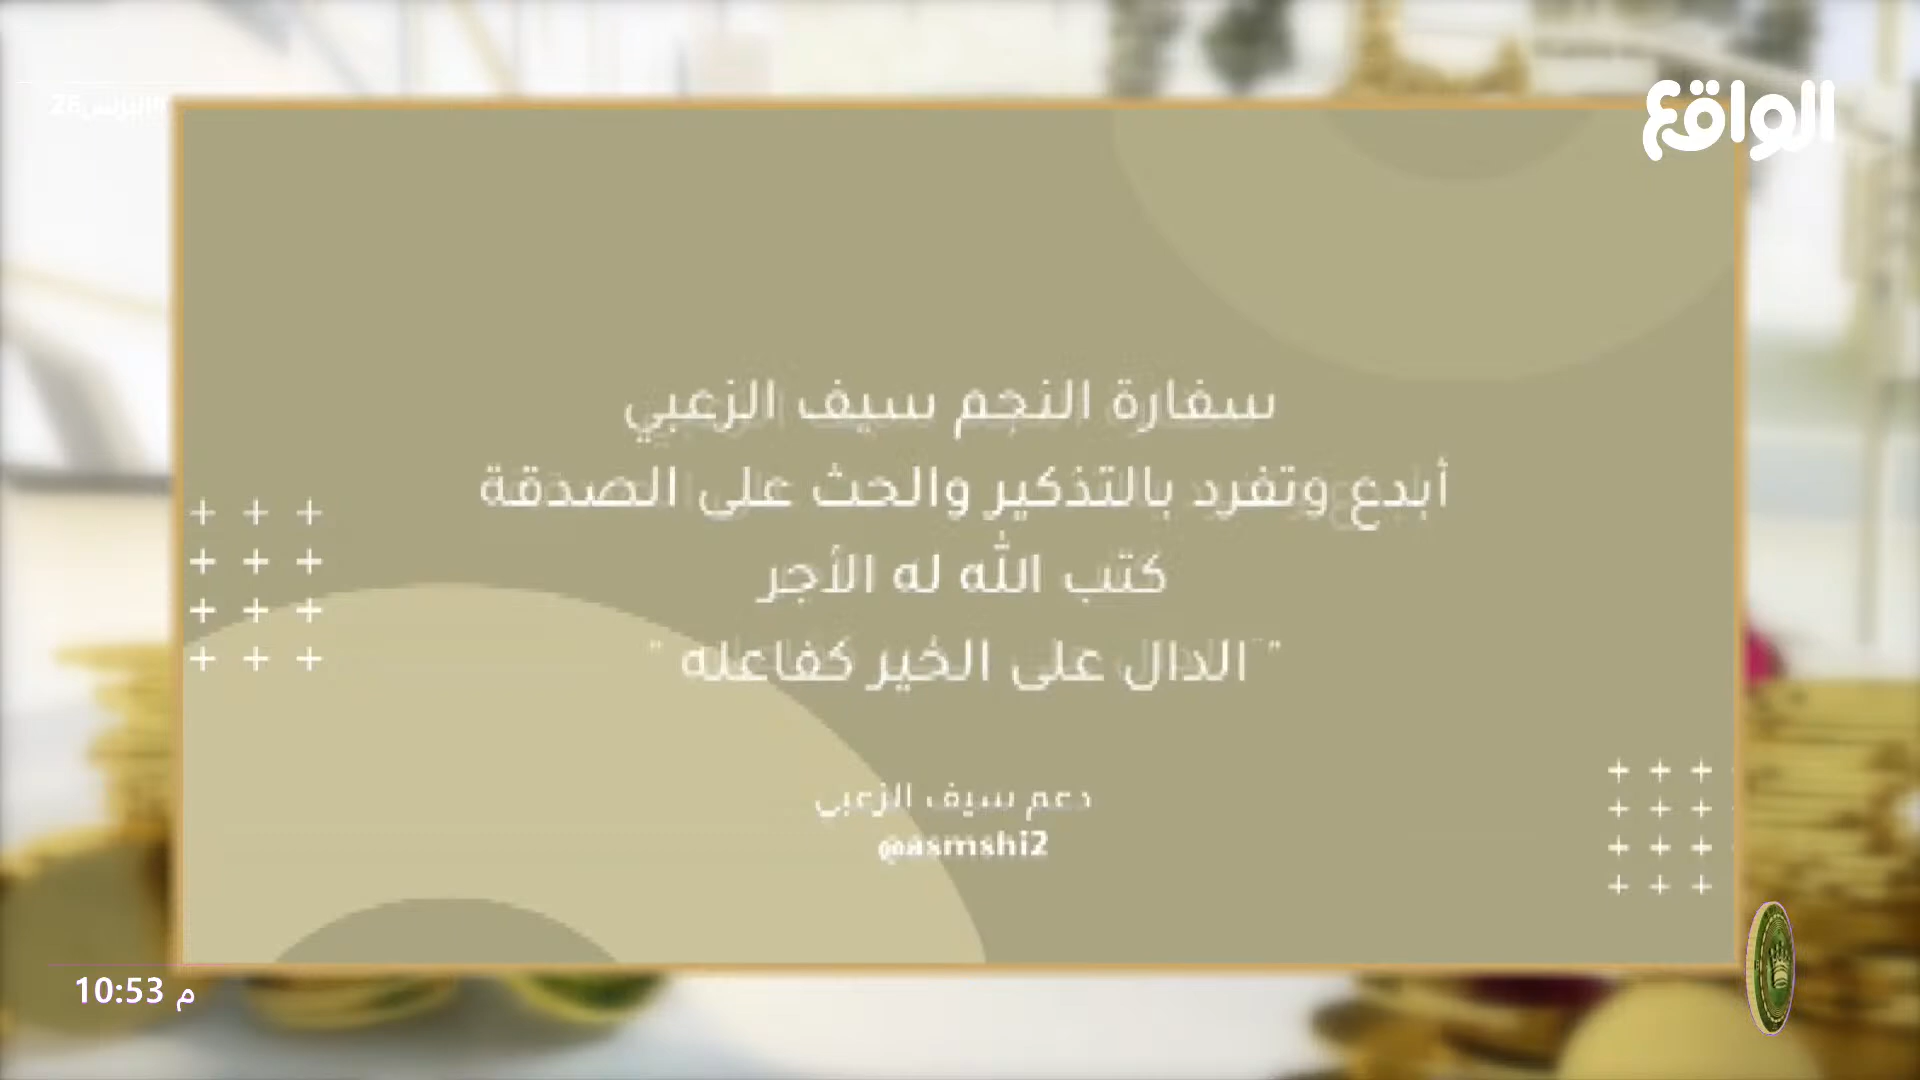 الواقع
سفارة النجم سيف الزعبي
أبدع وتفرد بالتذكير والحث على الصدقة
كتب الله له الأجر
" الدال على الخير كفاعله "
دعم سيف الزعبي
@asmshi2
10:53 م